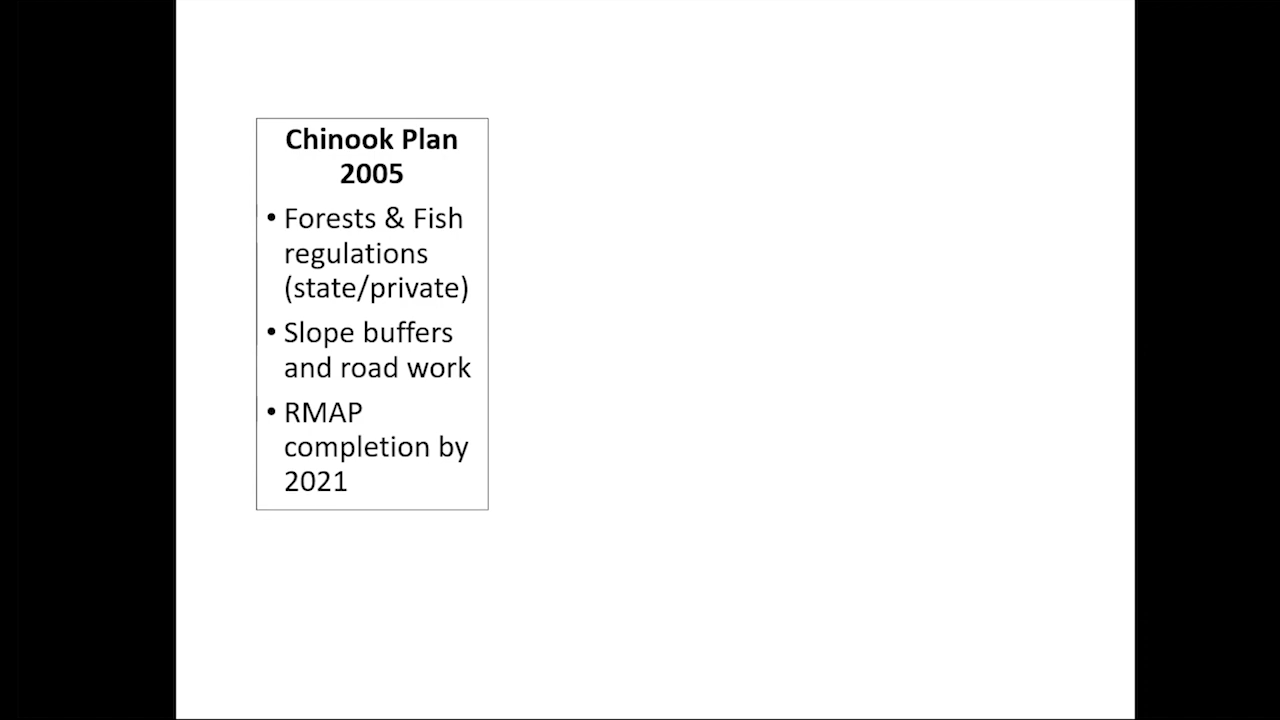 Chinook Plan
2005
• Forests & Fish
regulations
(state/private)
• Slope buffers
and road work
• RMAP
completion by
2021